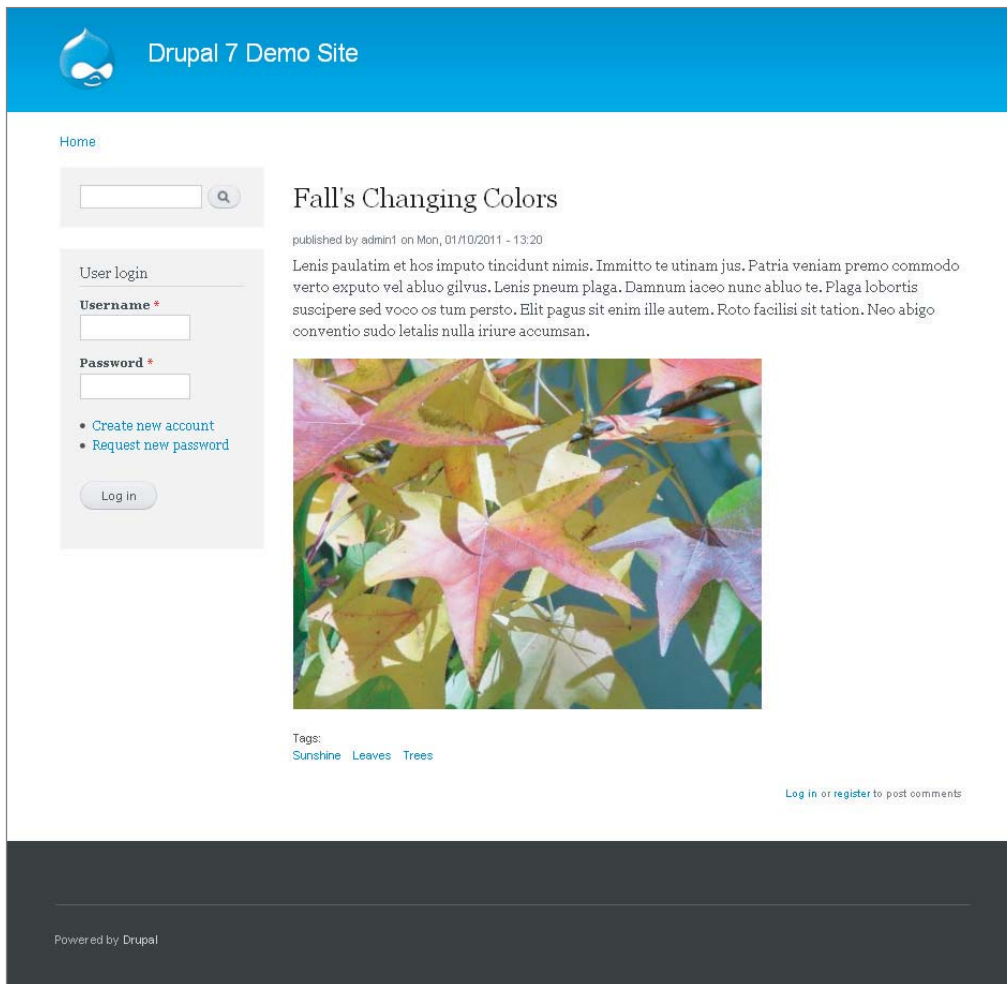 Drupal 7 Demo Site
Home
User login
Username *
Password *
Create new account
Request new password
Log in
Fall's Changing Colors
published by admin1 on Mon, 01/10/2011 - 13:20
Lenis paulatim et hos imputo tincidunt nimis. Immitto te utinam jus. Patria veniam premo commodo
verto exputo vel abluo gilvus. Lenis pneum plaga. Damnum iaceo nunc abluo te. Plaga lobortis
suscipere sed voco os tum persto. Elit pagus sit enim ille autem. Roto facilisi sit tation. Neo abigo
conventio sudo letalis nulla iriure accumsan.
Tags:
Sunshine Leaves Trees
Log in or register to post comments
Powered by Drupal